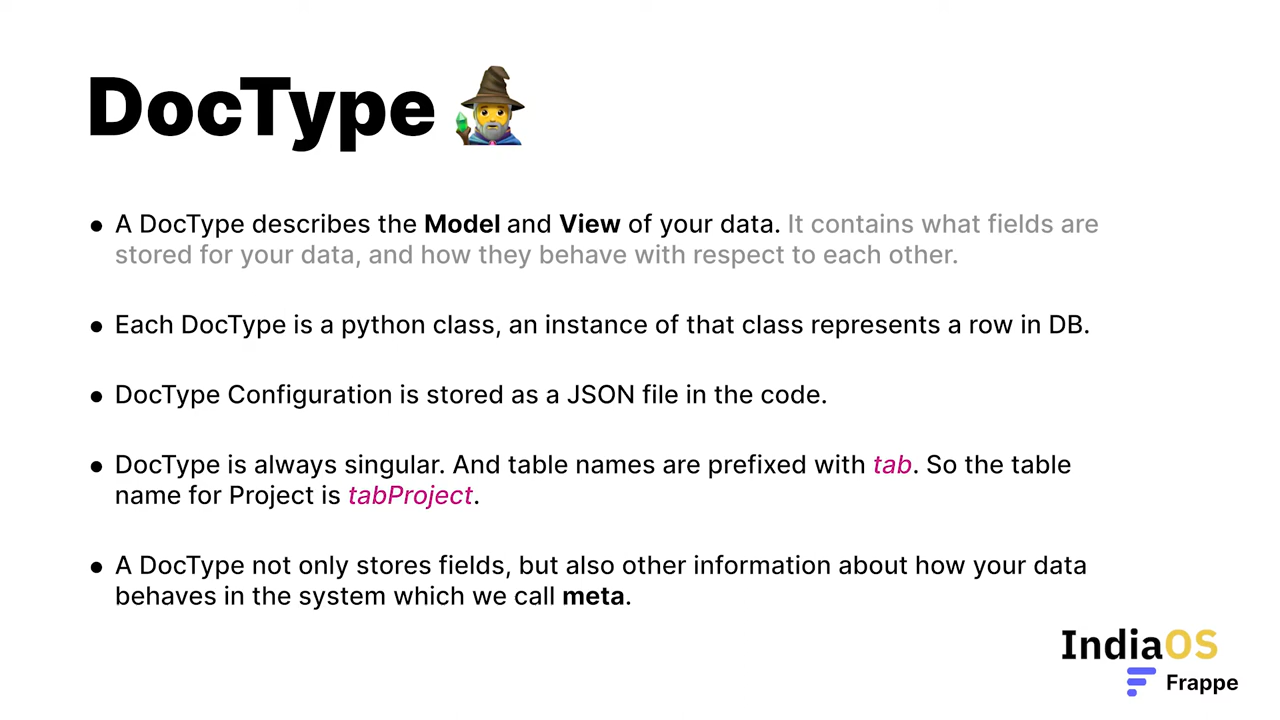 DocType
• A DocType describes the Model and View of your data. It contains what fields are
stored for your data, and how they behave with respect to each other.
• Each DocType is a python class, an instance of that class represents a row in DB.
• DocType Configuration is stored as a JSON file in the code.
• DocType is always singular. And table names are prefixed with tab. So the table
name for Project is tabProject.
• A DocType not only stores fields, but also other information about how your data
behaves in the system which we call meta.
IndiaOS
Frappe